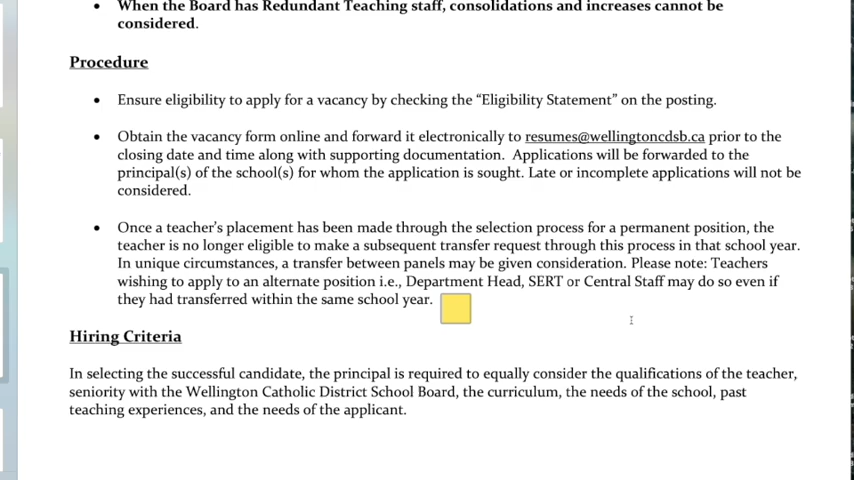 When the Board has Redundant Teaching staff, consolidations and increases cannot be
considered.
Procedure
Ensure eligibility to apply for a vacancy by checking the “Eligibility Statement” on the posting.
Obtain the vacancy form online and forward it electronically to resumes@wellingtoncdsb.ca prior to the
closing date and time along with supporting documentation. Applications will be forwarded to the
principal(s) of the school(s) for whom the application is sought. Late or incomplete applications will not be
considered.
Once a teacher’s placement has been made through the selection process for a permanent position, the
teacher is no longer eligible to make a subsequent transfer request through this process in that school year.
In unique circumstances, a transfer between panels may be given consideration. Please note: Teachers
wishing to apply to an alternate position i.e., Department Head, SERT or Central Staff may do so even if
they had transferred within the same school year.
Hiring Criteria
In selecting the successful candidate, the principal is required to equally consider the qualifications of the teacher,
seniority with the Wellington Catholic District School Board, the curriculum, the needs of the school, past
teaching experiences, and the needs of the applicant.